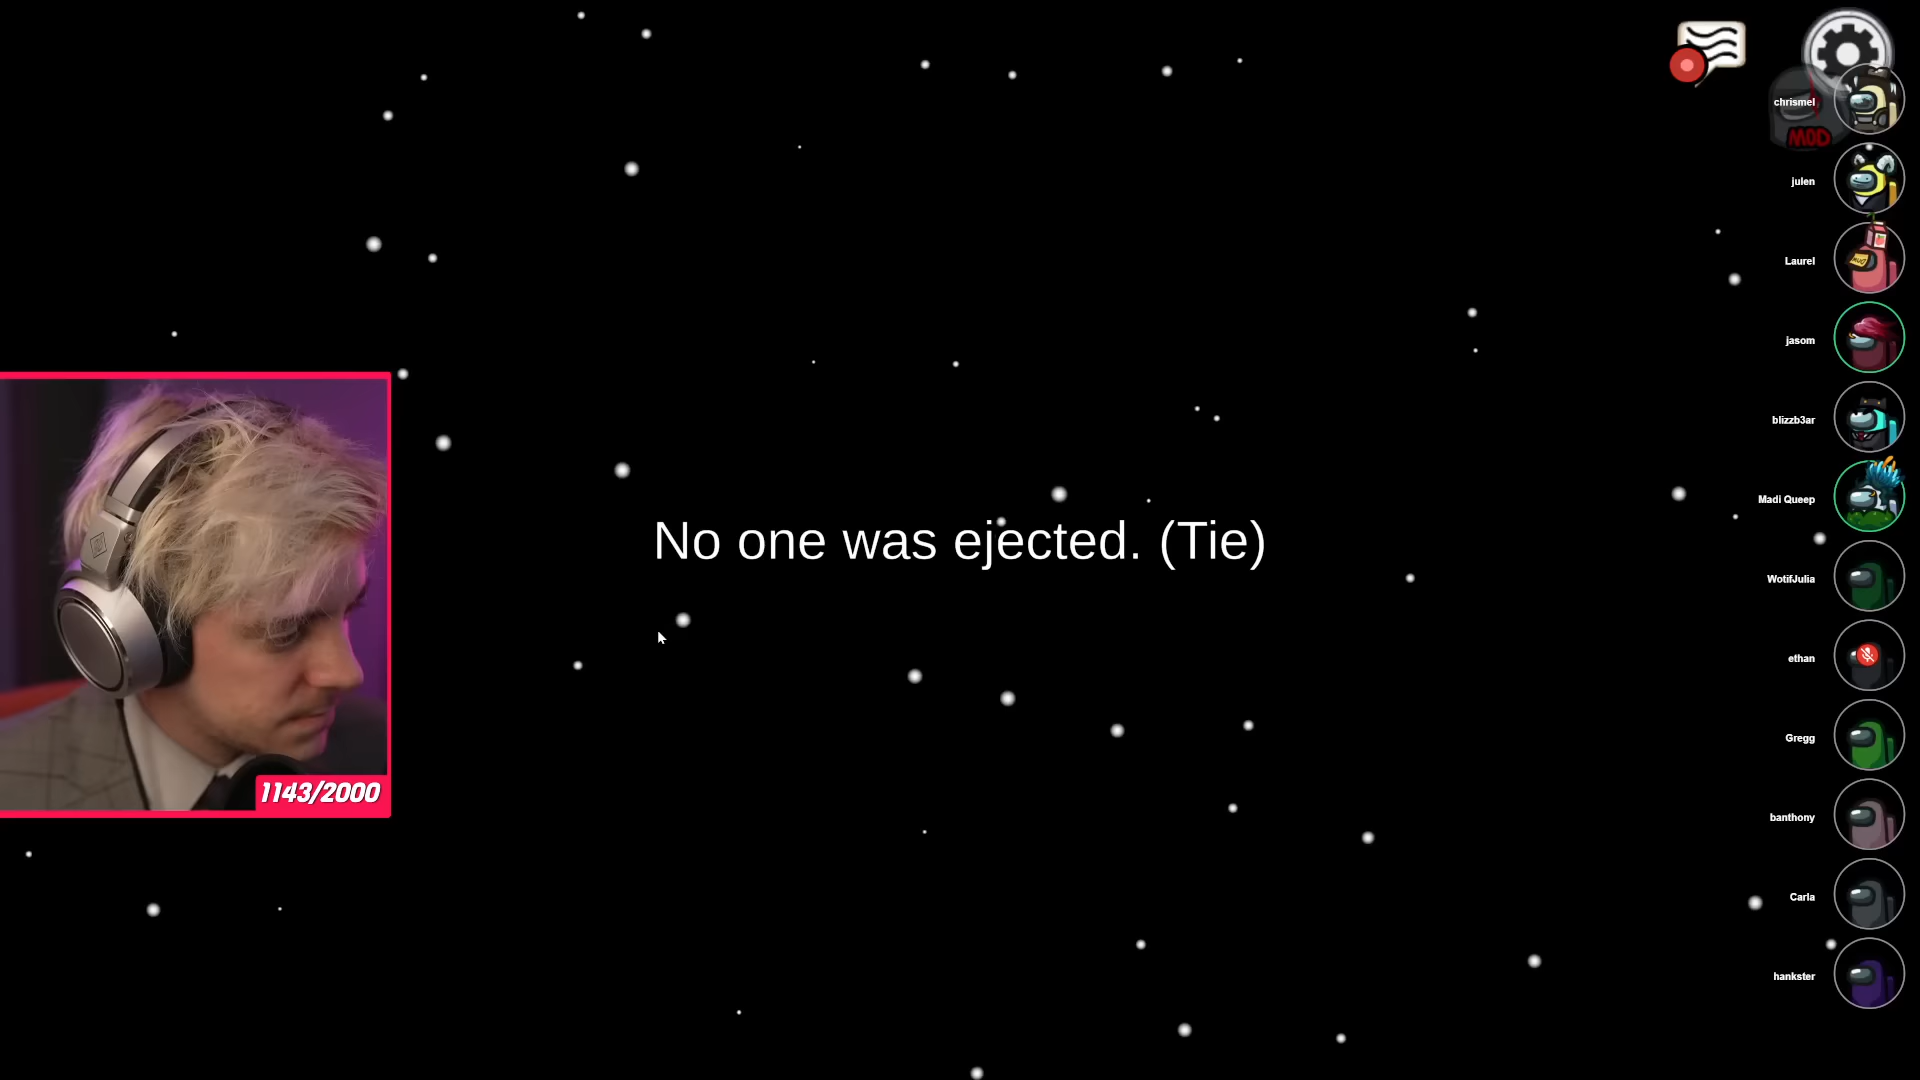 chrismel
MOD
julen
Laurel
jasom
blizzb3ar
Madi Queep
No one was ejected. (Tie)
WotifJulia
ethan
Gregg
1143/2000
banthony
Carla
hankster